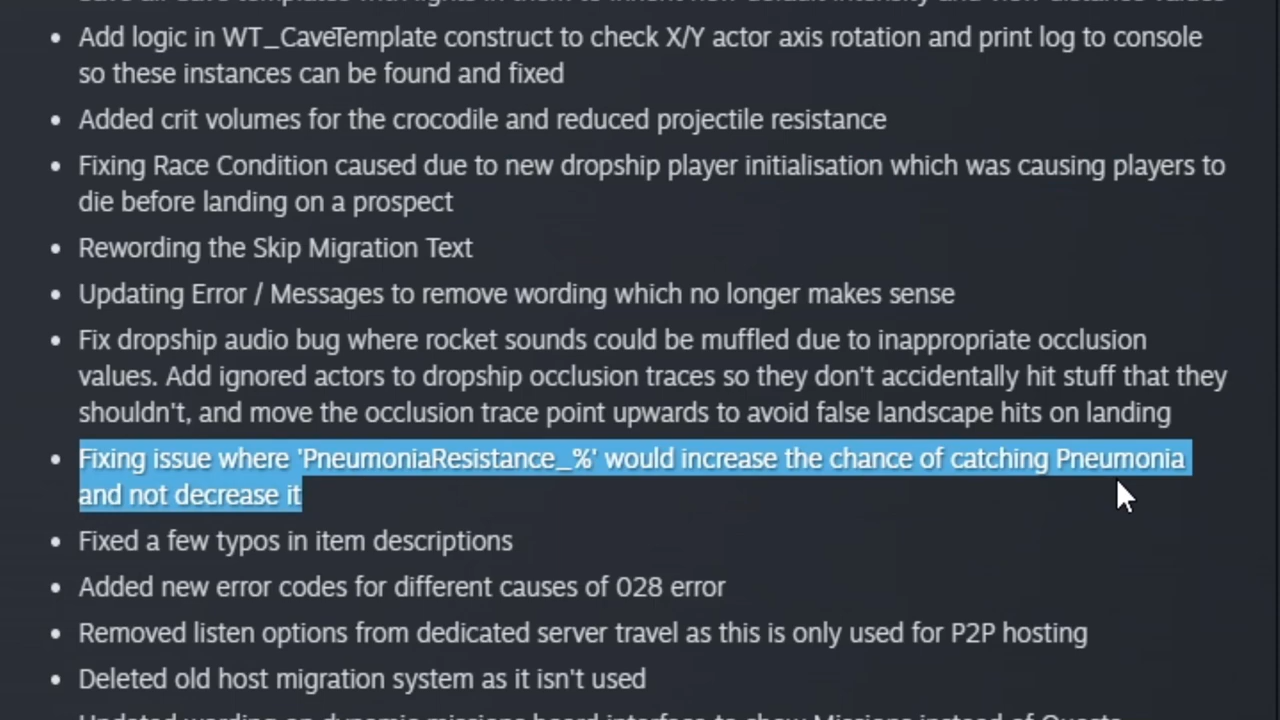 Add logic in WT_CaveTemplate construct to check X/Y actor axis rotation and print log to console
so these instances can be found and fixed
Added crit volumes for the crocodile and reduced projectile resistance
Fixing Race Condition caused due to new dropship player initialisation which was causing players to
die before landing on a prospect
Rewording the Skip Migration Text
Updating Error / Messages to remove wording which no longer makes sense
Fix dropship audio bug where rocket sounds could be muffled due to inappropriate occlusion
values. Add ignored actors to dropship occlusion traces so they don't accidentally hit stuff that they
shouldn't, and move the occlusion trace point upwards to avoid false landscape hits on landing
Fixing issue where 'PneumoniaResistance_%' would increase the chance of catching Pneumonia
and not decrease it
Fixed a few typos in item descriptions
Added new error codes for different causes of 028 error
Removed listen options from dedicated server travel as this is only used for P2P hosting
Deleted old host migration system as it isn't used